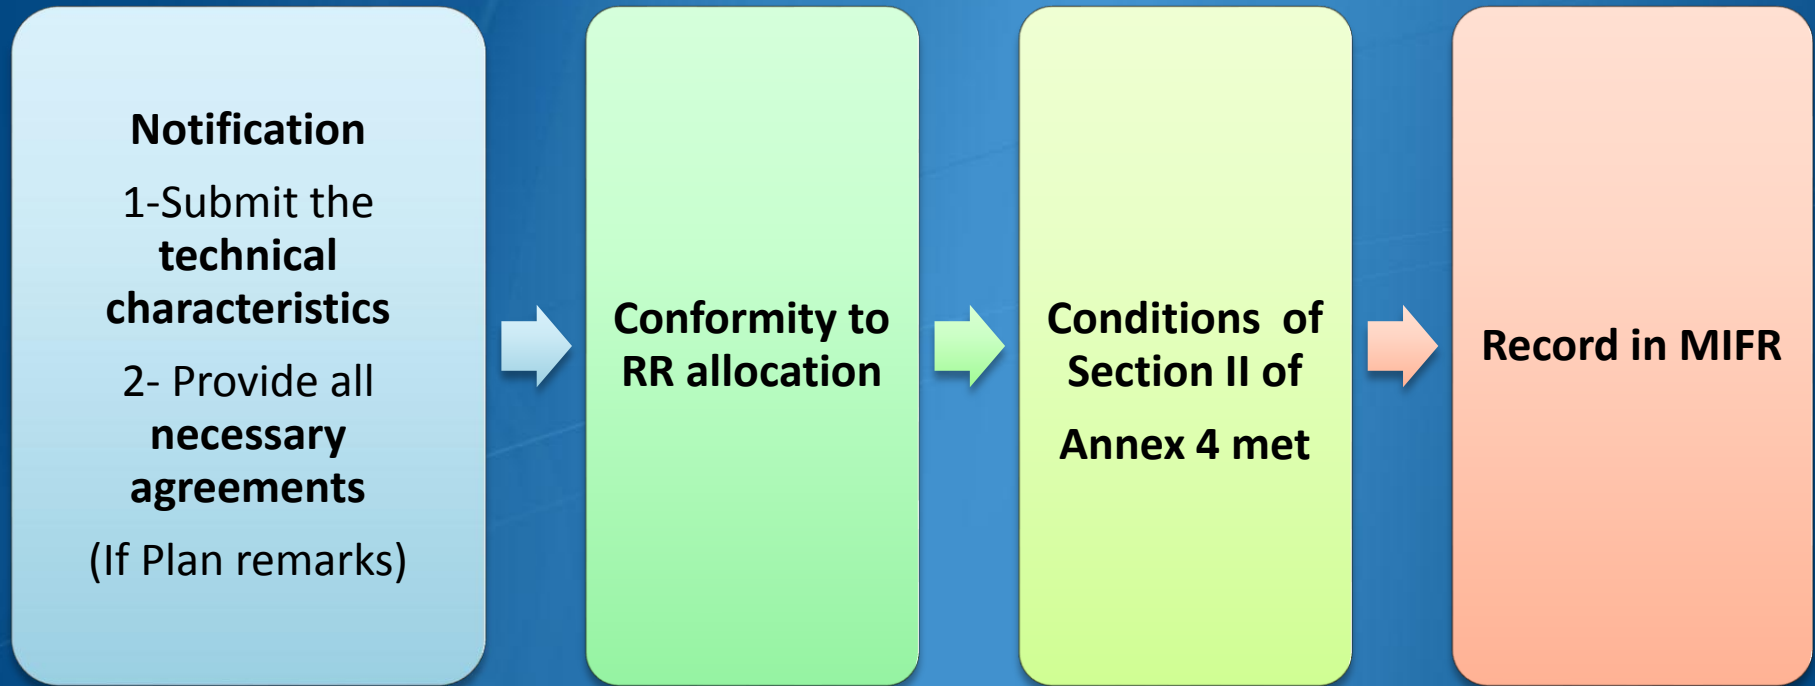 Notification
1-Submit the
technical
characteristics
2- Provide all
necessary
agreements
(If Plan remarks)
Conformity to
RR allocation
Conditions  of
Section II of
Annex 4 met
Record in MIFR